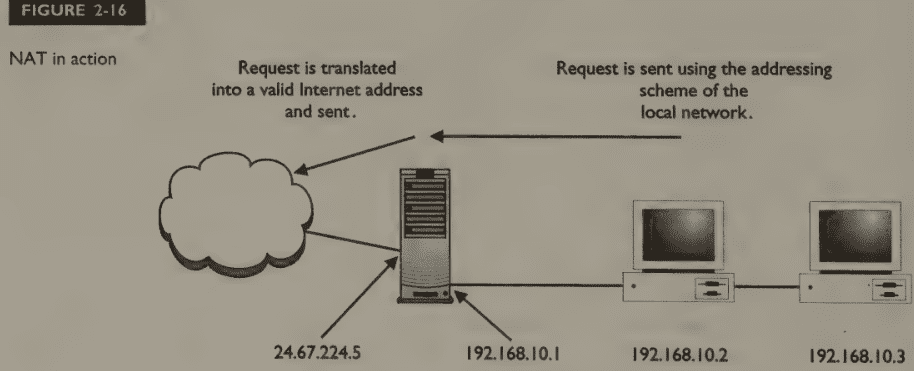 FIGURE 2-16
NAT in action
Request is translated
into a valid Internet address
and sent.
Request is sent using the addressing
scheme of the
local network.
24.67.224.5
192.168.10.1
192.168.10.2
192.168.10.3